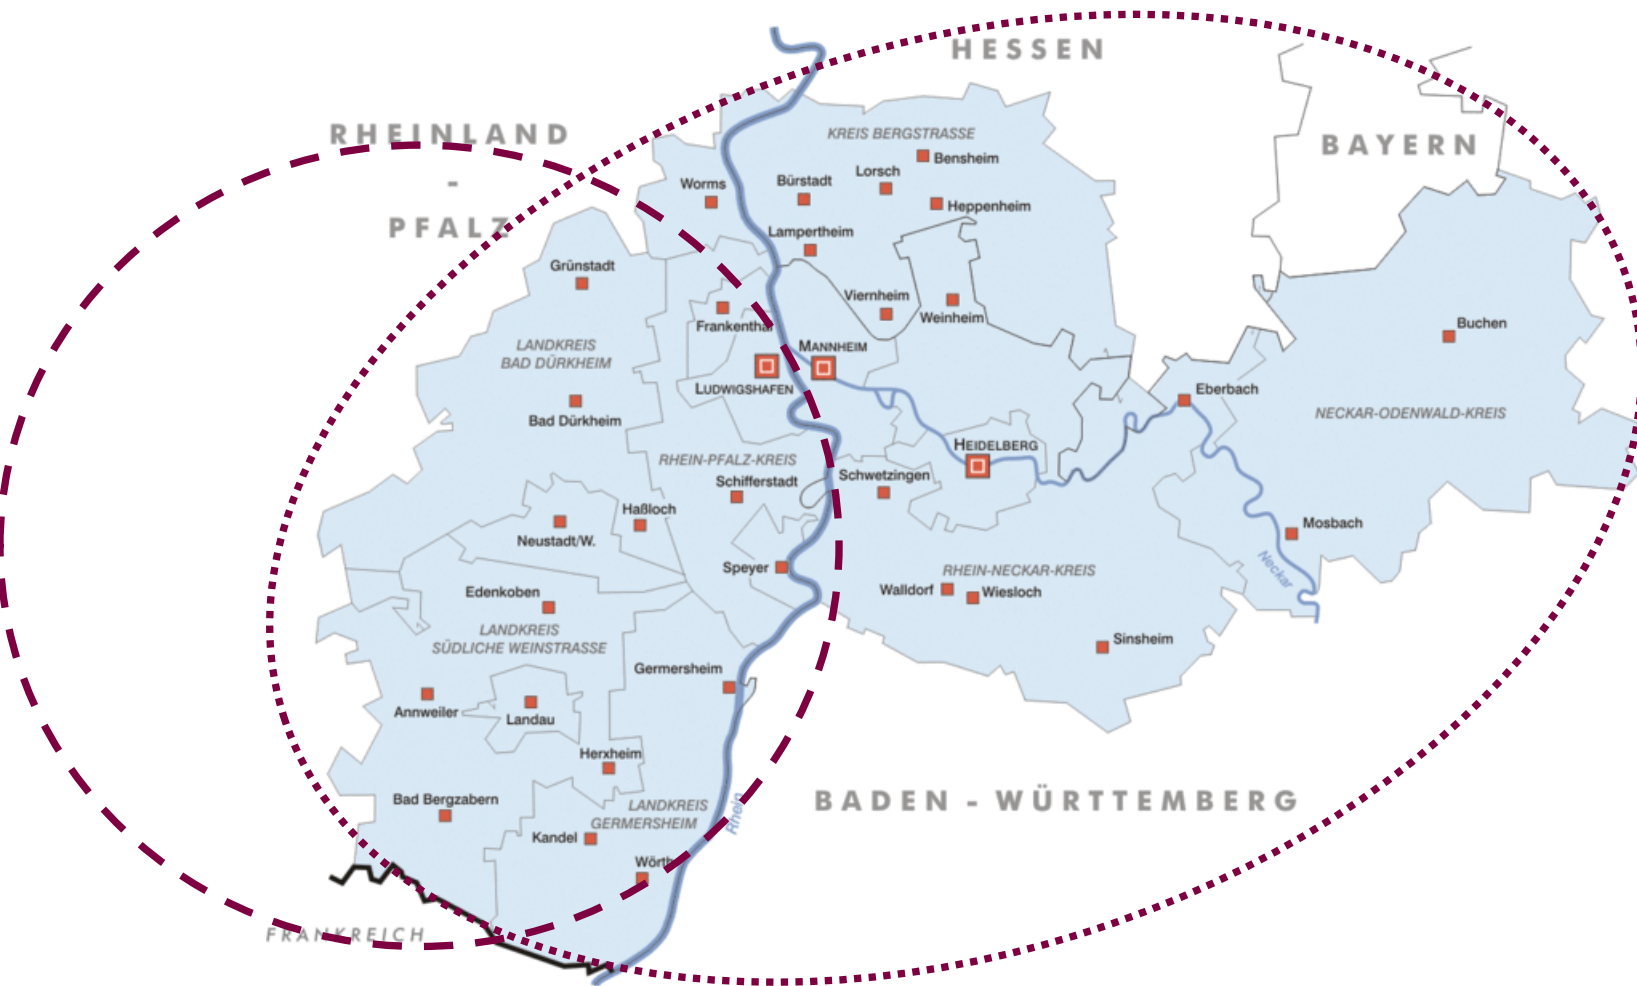 HESSEN
RHEINLAND
-
PFALZ
BAYERN
KREIS BERGSTRASSE
Bensheim
Lorsch
Bürstadt
Worms
Heppenheim
Lampertheim
Grünstadt
Viernheim
Weinheim
Frankenthal
Buchen
LANDKREIS
BAD DÜRKHEIM
MANNHEIM
LUDWIGSHAFEN
Eberbach
NECKAR-ODENWALD-KREIS
Bad Dürkheim
HEIDELBERG
RHEIN-PFALZ-KREIS
Schifferstadt
Schwetzingen
Haßloch
Neustadt/W.
Mosbach
Speyer
RHEIN-NECKAR-KREIS
Neckar
Walldorf
Wiesloch
Edenkoben
LANDKREIS
SÜDLICHE WEINSTRASSE
Sinsheim
Germersheim
Annweiler
Landau
Herxheim
Bad Bergzabern
LANDKREIS
GERMERSHEIM
Rhein
BADEN - WÜRTTEMBERG
Kandel
Wörth
FRANKREICH